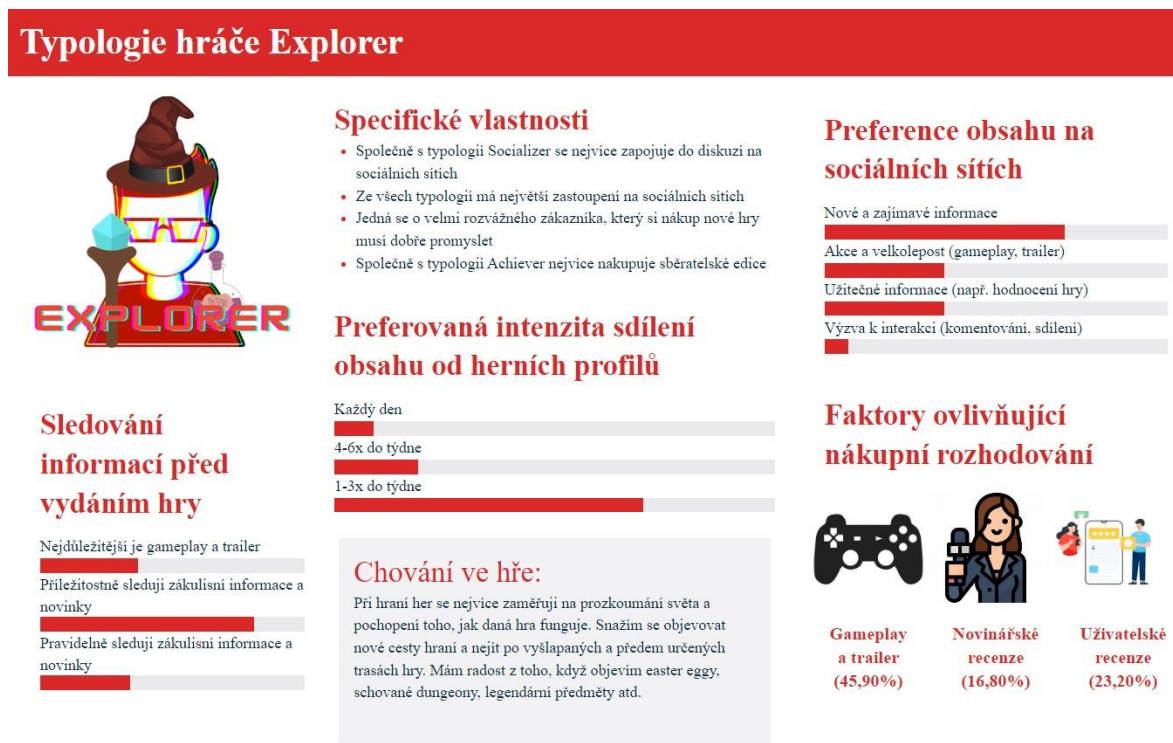 Typologie hráče Explorer
EXPLORER
Sledování
informací před
vydáním hry
Nejdůležitější je gameplay a trailer
Příležitostně sleduji zákulisní informace a
novinky
Pravidelně sleduji zákulisní informace a
novinky
Specifické vlastnosti
• Společně s typologií Socializer se nejvíce zapojuje do diskuzí na
sociálních sítích
• Ze všech typologií má největší zastoupení na sociálních sítích
• Jedná se o velmi rozvážného zákazníka, který si nákup nové hry
musí dobře promyslet
• Společně s typologií Achiever nejvíce nakupuje sběratelské edice
Preferovaná intenzita sdílení
obsahu od herních profilů
Každý den
4-6x do týdne
1-3x do týdne
Chování ve hře:
Při hraní her se nejvíce zaměřuji na prozkoumání světa a
pochopení toho, jak daná hra funguje. Snažím se objevovat
nové cesty hraní a nejít po vyšlapaných a předem určených
trasách hry. Mám radost z toho, když objevím easter eggy,
schované dungeony, legendární předměty atd.
Preference obsahu na
sociálních sítích
Nové a zajímavé informace
Akce a velkolepost (gameplay, trailer)
Užitečné informace (např. hodnocení hry)
Výzva k interakci (komentování, sdílení)
Faktory ovlivňující
nákupní rozhodování
Gameplay
a trailer
(45,90%)
Novinářské
recenze
(16,80%)
Uživatelské
recenze
(23,20%)